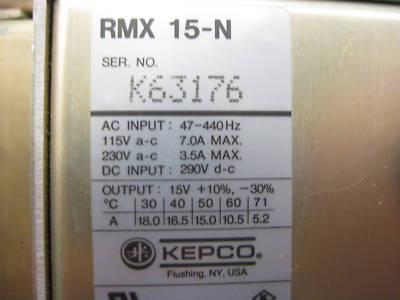 RMX 15-N
SER. NO.
K63176
AC INPUT: 47-440Hz
115V a-c 7.0A MAX.
230V a-c 3.5A MAX.
DC INPUT: 290V d-c
OUTPUT: 15V +10%, -30%
°C 30 40 50 60 71
A 18.0 16.5 15.0 10.5 5.2
KEPCO®
Flushing, NY, USA